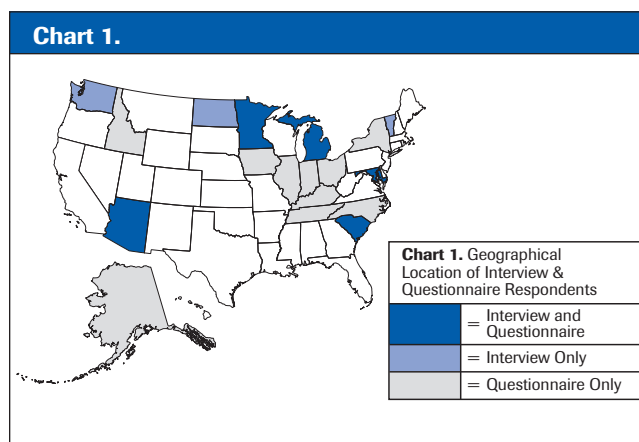 Chart 1.
Chart 1. Geographical
Location of Interview &
Questionnaire Respondents
= Interview and
Questionnaire
= Interview Only
= Questionnaire Only